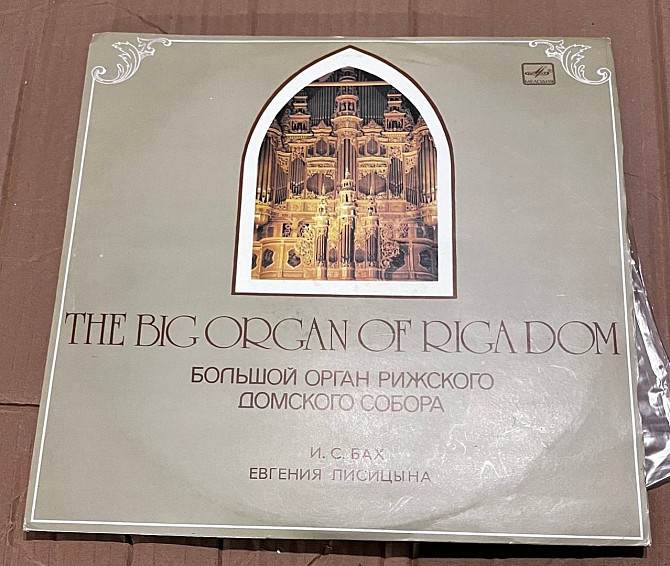 THE BIG ORGAN OF RIGA DOM
БОЛЬШОЙ ОРГАН РИЖСКОГО
ДОМСКОГО СОБОРА
И. С. БАХ
ЕВГЕНИЯ ЛИСИЦЫНА